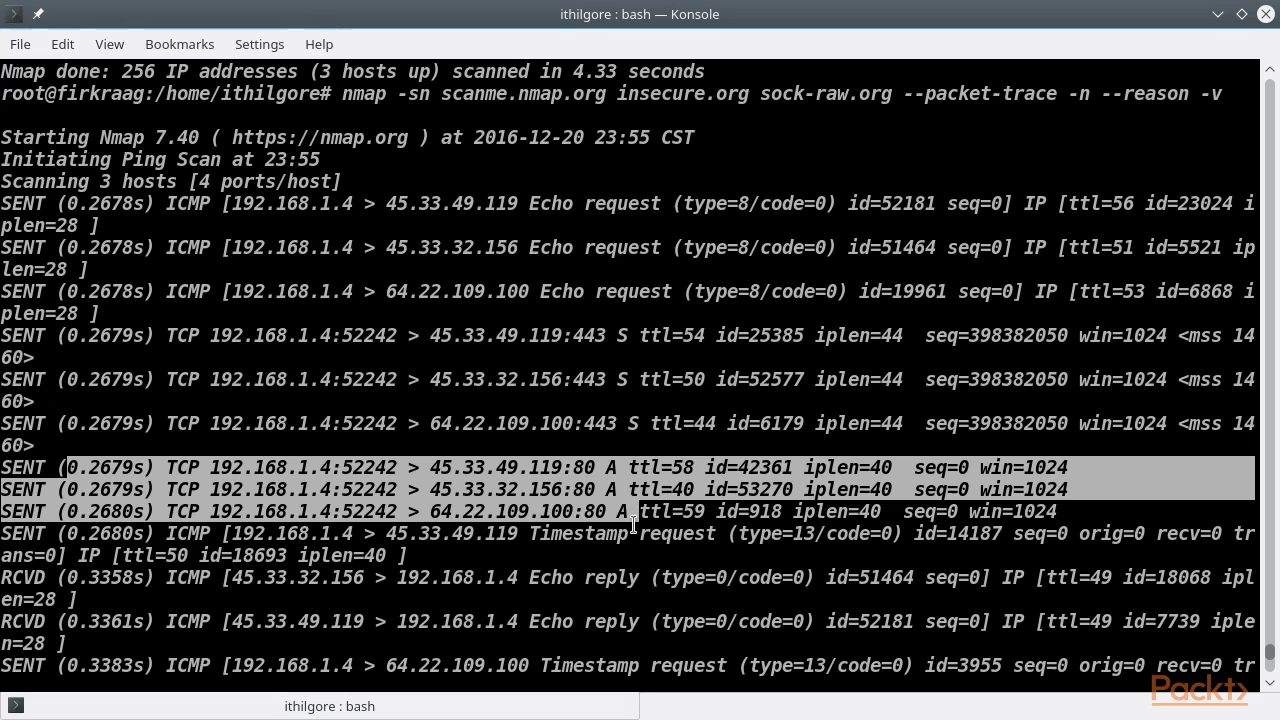 ithilgore : bash — Konsole
File Edit View Bookmarks Settings Help
Nmap done: 256 IP addresses (3 hosts up) scanned in 4.33 seconds
root@firkraag:/home/ithilgore# nmap -sn scanme.nmap.org insecure.org sock-raw.org --packet-trace -n --reason -v
Starting Nmap 7.40 ( https://nmap.org ) at 2016-12-20 23:55 CST
Initiating Ping Scan at 23:55
Scanning 3 hosts [4 ports/host]
SENT (0.2678s) ICMP [192.168.1.4 > 45.33.49.119 Echo request (type=8/code=0) id=52181 seq=0] IP [ttl=56 id=23024 i
plen=28 ]
SENT (0.2678s) ICMP [192.168.1.4 > 45.33.32.156 Echo request (type=8/code=0) id=51464 seq=0] IP [ttl=51 id=5521 ip
len=28 ]
SENT (0.2678s) ICMP [192.168.1.4 > 64.22.109.100 Echo request (type=8/code=0) id=19961 seq=0] IP [ttl=53 id=6868 i
plen=28 ]
SENT (0.2679s) TCP 192.168.1.4:52242 > 45.33.49.119:443 S ttl=54 id=25385 iplen=44  seq=398382050 win=1024 <mss 14
60>
SENT (0.2679s) TCP 192.168.1.4:52242 > 45.33.32.156:443 S ttl=50 id=52577 iplen=44  seq=398382050 win=1024 <mss 14
60>
SENT (0.2679s) TCP 192.168.1.4:52242 > 64.22.109.100:443 S ttl=44 id=6179 iplen=44  seq=398382050 win=1024 <mss 14
60>
SENT (0.2679s) TCP 192.168.1.4:52242 > 45.33.49.119:80 A ttl=58 id=42361 iplen=40  seq=0 win=1024
SENT (0.2679s) TCP 192.168.1.4:52242 > 45.33.32.156:80 A ttl=40 id=53270 iplen=40  seq=0 win=1024
SENT (0.2680s) TCP 192.168.1.4:52242 > 64.22.109.100:80 A ttl=59 id=918 iplen=40  seq=0 win=1024
SENT (0.2680s) ICMP [192.168.1.4 > 45.33.49.119 Timestamp request (type=13/code=0) id=14187 seq=0 orig=0 recv=0 tr
ans=0] IP [ttl=50 id=18693 iplen=40 ]
RCVD (0.3358s) ICMP [45.33.32.156 > 192.168.1.4 Echo reply (type=0/code=0) id=51464 seq=0] IP [ttl=49 id=18068 ipl
en=28 ]
RCVD (0.3361s) ICMP [45.33.49.119 > 192.168.1.4 Echo reply (type=0/code=0) id=52181 seq=0] IP [ttl=49 id=7739 iple
n=28 ]
SENT (0.3383s) ICMP [192.168.1.4 > 64.22.109.100 Timestamp request (type=13/code=0) id=3955 seq=0 orig=0 recv=0 tr
Packt>
ithilgore : bash